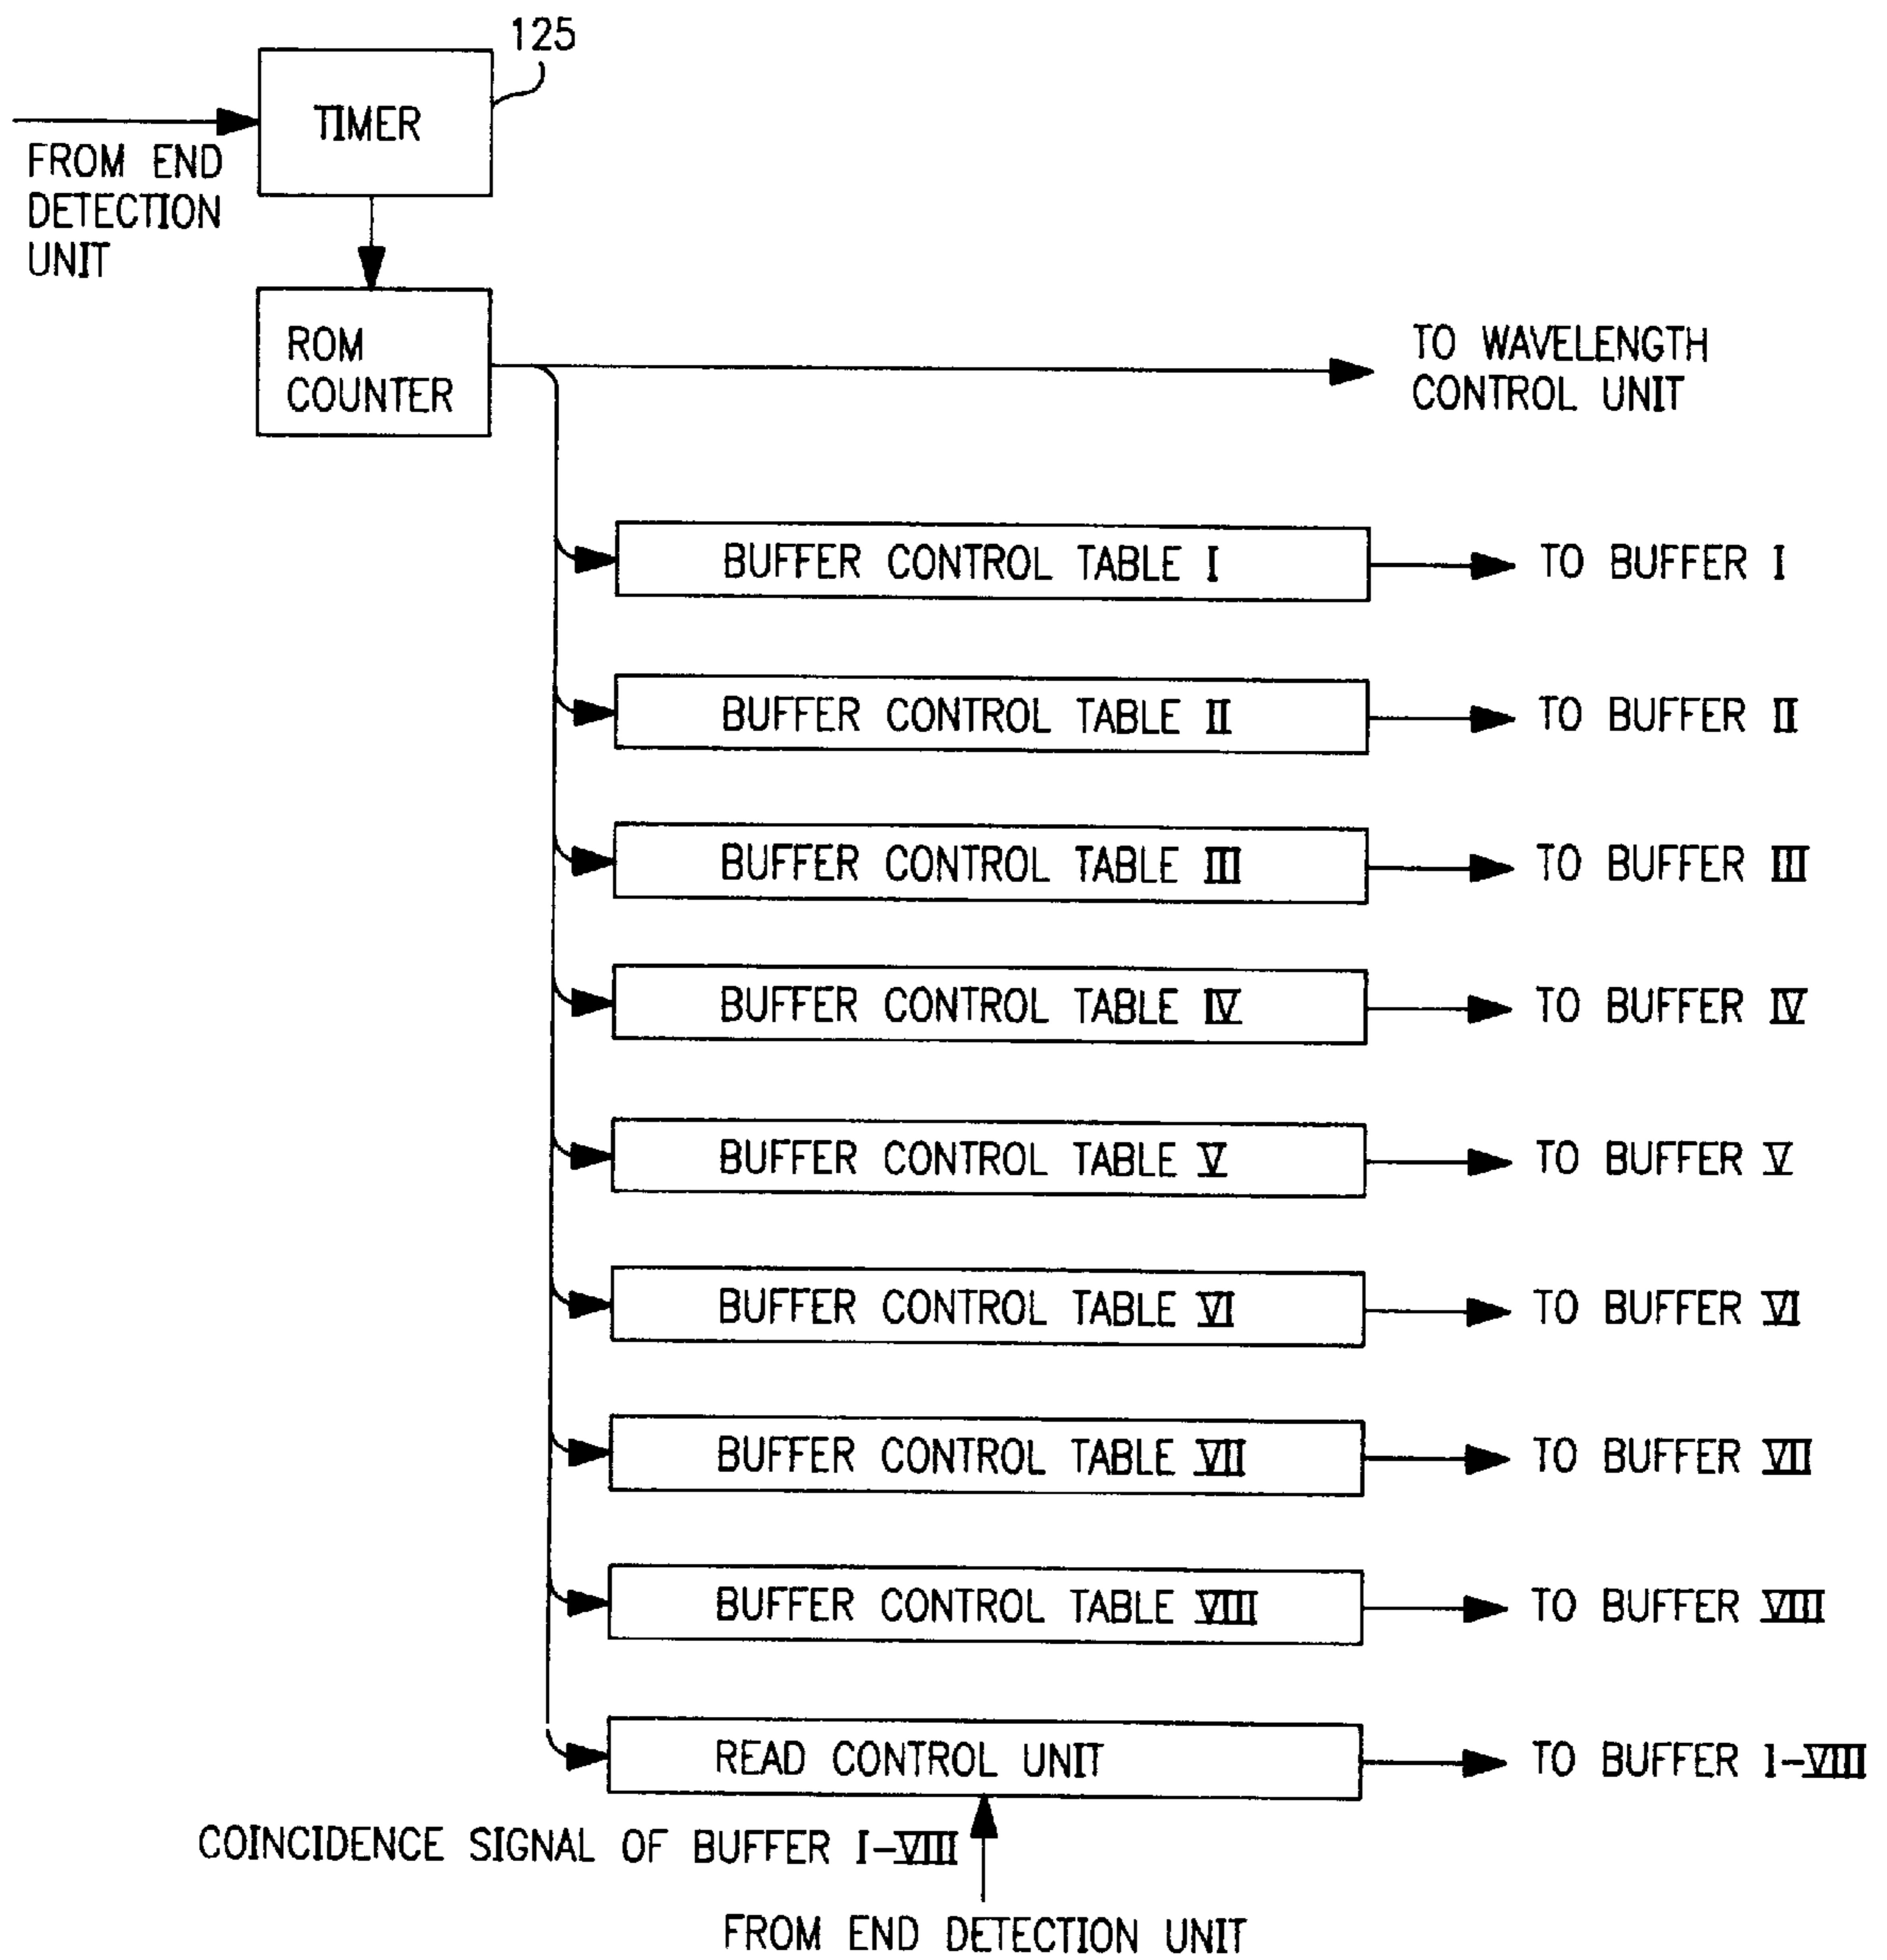 125
TIMER
FROM END
DETECTION
UNIT
ROM
COUNTER
TO WAVELENGTH
CONTROL UNIT
BUFFER CONTROL TABLE I
TO BUFFER I
BUFFER CONTROL TABLE II
TO BUFFER II
BUFFER CONTROL TABLE III
TO BUFFER III
BUFFER CONTROL TABLE IV
TO BUFFER IV
BUFFER CONTROL TABLE V
TO BUFFER V
BUFFER CONTROL TABLE VI
TO BUFFER VI
BUFFER CONTROL TABLE VII
TO BUFFER VII
BUFFER CONTROL TABLE VIII
TO BUFFER VIII
READ CONTROL UNIT
TO BUFFER I-VIII
COINCIDENCE SIGNAL OF BUFFER I-VIII
FROM END DETECTION UNIT